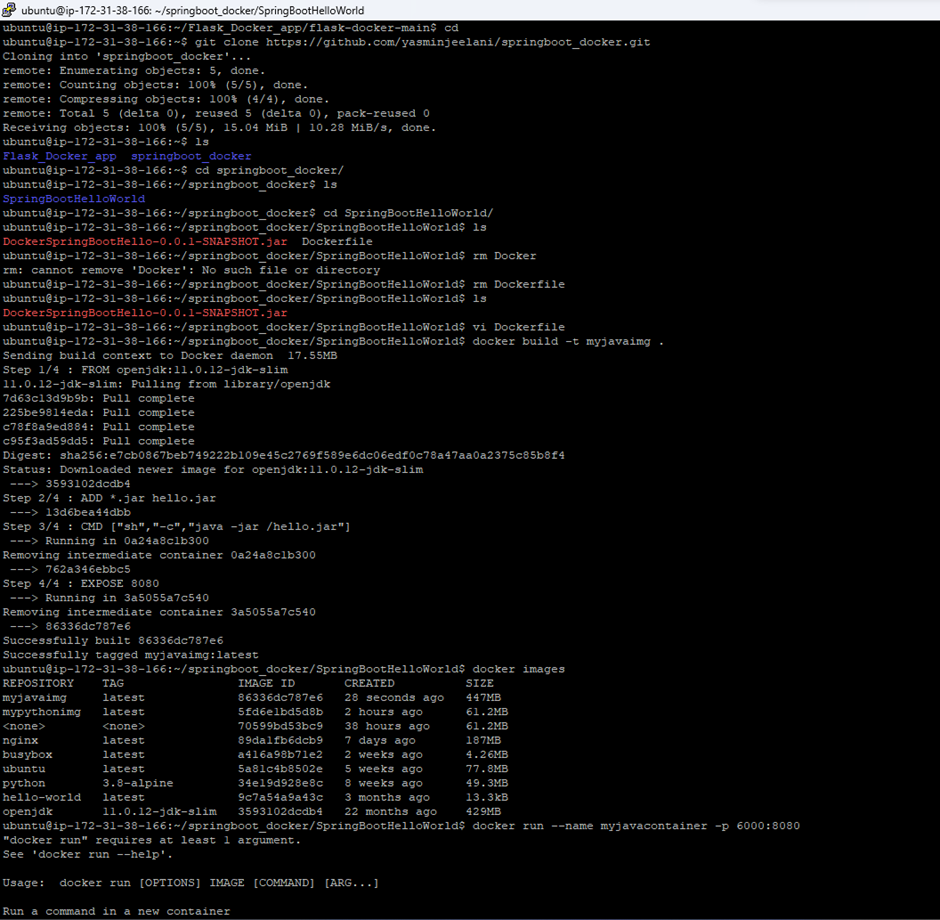 ubuntu@ip-172-31-38-166: ~/springboot_docker/SpringBootHelloWorld
ubuntu@ip-172-31-38-166:~/Flask_Docker_app/flask-docker-main$ cd
ubuntu@ip-172-31-38-166:~$ git clone https://github.com/yasminjeelani/springboot_docker.git
Cloning into 'springboot_docker'...
remote: Enumerating objects: 5, done.
remote: Counting objects: 100% (5/5), done.
remote: Compressing objects: 100% (4/4), done.
remote: Total 5 (delta 0), reused 5 (delta 0), pack-reused 0
Receiving objects: 100% (5/5), 15.04 MiB | 10.28 MiB/s, done.
ubuntu@ip-172-31-38-166:~$ ls
Flask_Docker_app  springboot_docker
ubuntu@ip-172-31-38-166:~$ cd springboot_docker/
ubuntu@ip-172-31-38-166:~/springboot_docker$ ls
SpringBootHelloWorld
ubuntu@ip-172-31-38-166:~/springboot_docker$ cd SpringBootHelloWorld/
ubuntu@ip-172-31-38-166:~/springboot_docker/SpringBootHelloWorld$ ls
DockerSpringBootHello-0.0.1-SNAPSHOT.jar  Dockerfile
ubuntu@ip-172-31-38-166:~/springboot_docker/SpringBootHelloWorld$ rm Docker
rm: cannot remove 'Docker': No such file or directory
ubuntu@ip-172-31-38-166:~/springboot_docker/SpringBootHelloWorld$ rm Dockerfile
ubuntu@ip-172-31-38-166:~/springboot_docker/SpringBootHelloWorld$ ls
DockerSpringBootHello-0.0.1-SNAPSHOT.jar
ubuntu@ip-172-31-38-166:~/springboot_docker/SpringBootHelloWorld$ vi Dockerfile
ubuntu@ip-172-31-38-166:~/springboot_docker/SpringBootHelloWorld$ docker build -t myjavaimg .
Sending build context to Docker daemon  17.55MB
Step 1/4 : FROM openjdk:11.0.12-jdk-slim
11.0.12-jdk-slim: Pulling from library/openjdk
7d63c13d9b9b: Pull complete
225be9814eda: Pull complete
c78f8a9ed884: Pull complete
c95f3ad59dd5: Pull complete
Digest: sha256:e7cb0867beb749222b109e45c2769f589e6dc06edf0c78a47aa0a2375c85b8f4
Status: Downloaded newer image for openjdk:11.0.12-jdk-slim
 ---> 3593102dcdb4
Step 2/4 : ADD *.jar hello.jar
 ---> 13d6bea44dbb
Step 3/4 : CMD ["sh","-c","java -jar /hello.jar"]
 ---> Running in 0a24a8c1b300
Removing intermediate container 0a24a8c1b300
 ---> 762a346ebbc5
Step 4/4 : EXPOSE 8080
 ---> Running in 3a5055a7c540
Removing intermediate container 3a5055a7c540
 ---> 86336dc787e6
Successfully built 86336dc787e6
Successfully tagged myjavaimg:latest
ubuntu@ip-172-31-38-166:~/springboot_docker/SpringBootHelloWorld$ docker images
REPOSITORY    TAG                IMAGE ID       CREATED          SIZE
myjavaimg     latest             86336dc787e6   28 seconds ago   447MB
mypythonimg   latest             5fd6e1bd5d8b   2 hours ago      61.2MB
<none>        <none>             70599bd53bc9   38 hours ago     61.2MB
nginx         latest             89da1fb6dcb9   7 days ago       187MB
busybox       latest             a416a98b71e2   2 weeks ago      4.26MB
ubuntu        latest             5a81c4b8502e   5 weeks ago      77.8MB
python        3.8-alpine         34e19d928e8c   8 weeks ago      49.3MB
hello-world   latest             9c7a54a9a43c   3 months ago     13.3kB
openjdk       11.0.12-jdk-slim   3593102dcdb4   22 months ago    429MB
ubuntu@ip-172-31-38-166:~/springboot_docker/SpringBootHelloWorld$ docker run --name myjavacontainer -p 6000:8080
"docker run" requires at least 1 argument.
See 'docker run --help'.
Usage:  docker run [OPTIONS] IMAGE [COMMAND] [ARG...]
Run a command in a new container